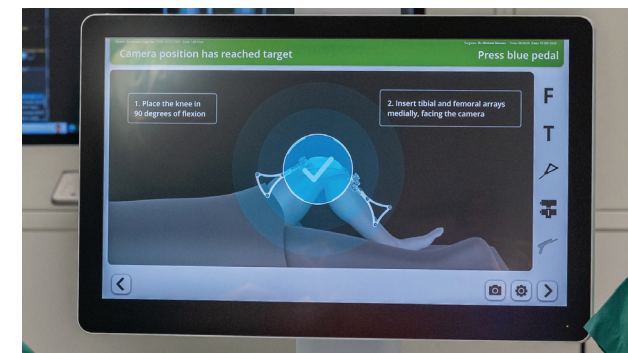 Camera position has reached target
Press blue pedal
1. Place the knee in
90 degrees of flexion
2. Insert tibial and femoral arrays
medially, facing the camera
F
T